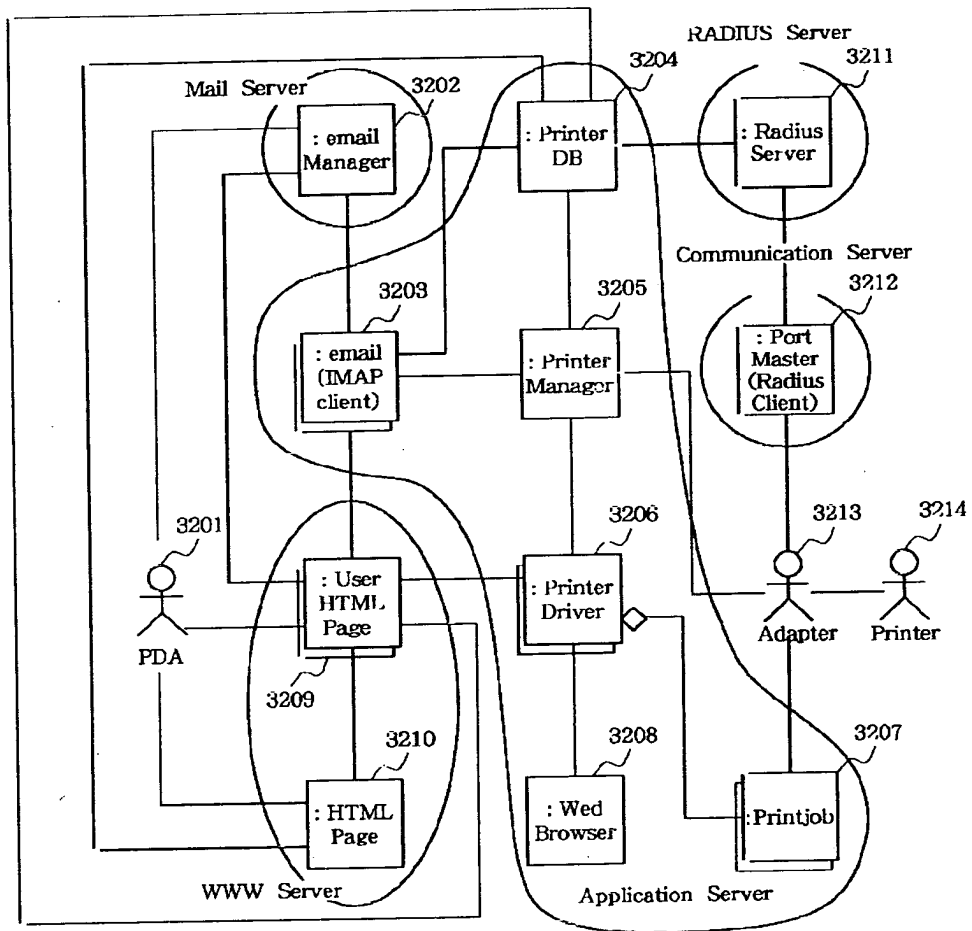 RADIUS Server
3204
3211
Mail Server
3202
: email
Manager
: Printer
DB
: Radius
Server
Communication Server
3203
3205
3212
: email
(IMAP
client)
: Printer
Manager
: Port
Master
(Radius
Client)
3201
3206
3213
3214
: User
HTML
Page
: Printer
Driver
PDA
Adapter
Printer
3209
3210
3208
3207
: HTML
Page
: Wed
Browser
:Printjob
WWW Server
Application Server